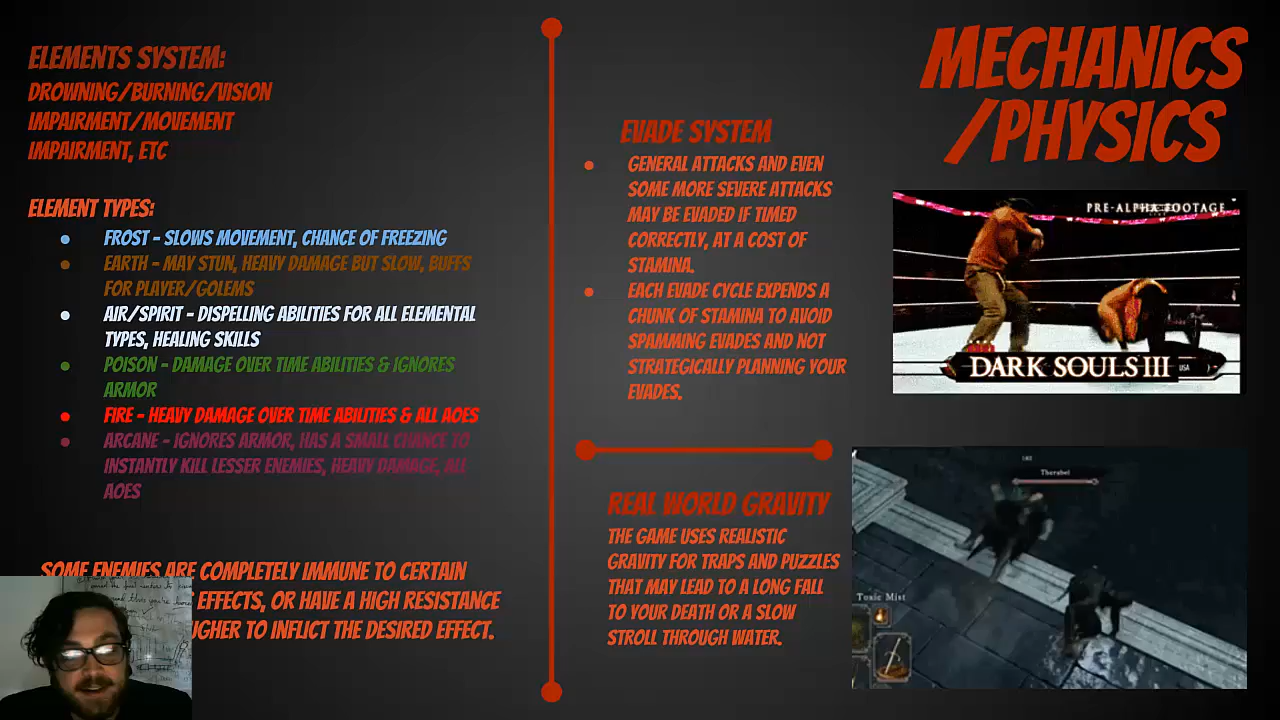 ELEMENTS SYSTEM:
DROWNING/BURNING/VISION
IMPAIRMENT/MOVEMENT
IMPAIRMENT, ETC
ELEMENT TYPES:
● FROST - SLOWS MOVEMENT, CHANCE OF FREEZING
● EARTH - MAY STUN, HEAVY DAMAGE BUT SLOW, BUFFS
FOR PLAYER/GOLEMS
● AIR/SPIRIT - DISPELLING ABILITIES FOR ALL ELEMENTAL
TYPES, HEALING SKILLS
● POISON - DAMAGE OVER TIME ABILITIES & IGNORES
ARMOR
● FIRE - HEAVY DAMAGE OVER TIME ABILITIES & ALL AOES
● ARCANE - IGNORES ARMOR, HAS A SMALL CHANCE TO
INSTANTLY KILL LESSER ENEMIES, HEAVY DAMAGE, ALL
AOES
SOME ENEMIES ARE COMPLETELY IMMUNE TO CERTAIN
EFFECTS, OR HAVE A HIGH RESISTANCE
TO INFLICT THE DESIRED EFFECT.
EVADE SYSTEM
● GENERAL ATTACKS AND EVEN
SOME MORE SEVERE ATTACKS
MAY BE EVADED IF TIMED
CORRECTLY, AT A COST OF
STAMINA.
● EACH EVADE CYCLE EXPENDS A
CHUNK OF STAMINA TO AVOID
SPAMMING EVADES AND NOT
STRATEGICALLY PLANNING YOUR
EVADES.
REAL WORLD GRAVITY
THE GAME USES REALISTIC
GRAVITY FOR TRAPS AND PUZZLES
THAT MAY LEAD TO A LONG FALL
TO YOUR DEATH OR A SLOW
STROLL THROUGH WATER.
MECHANICS
/PHYSICS
PRE-ALPHA FOOTAGE
DARK SOULS III
USA
Toxic Mist